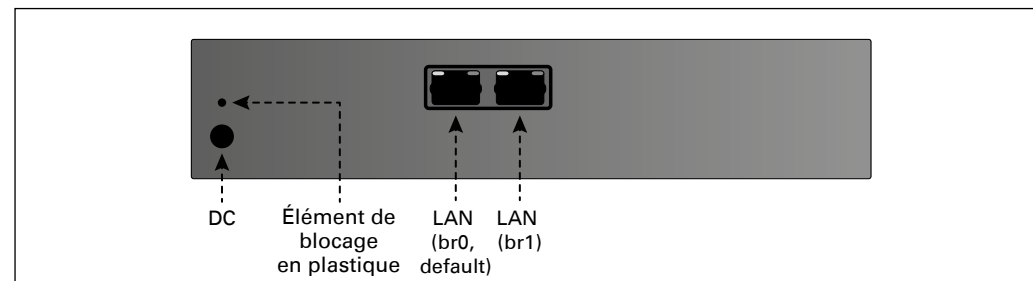 DC
Élément de
blocage
en plastique
LAN
(br0,
default)
LAN
(br1)